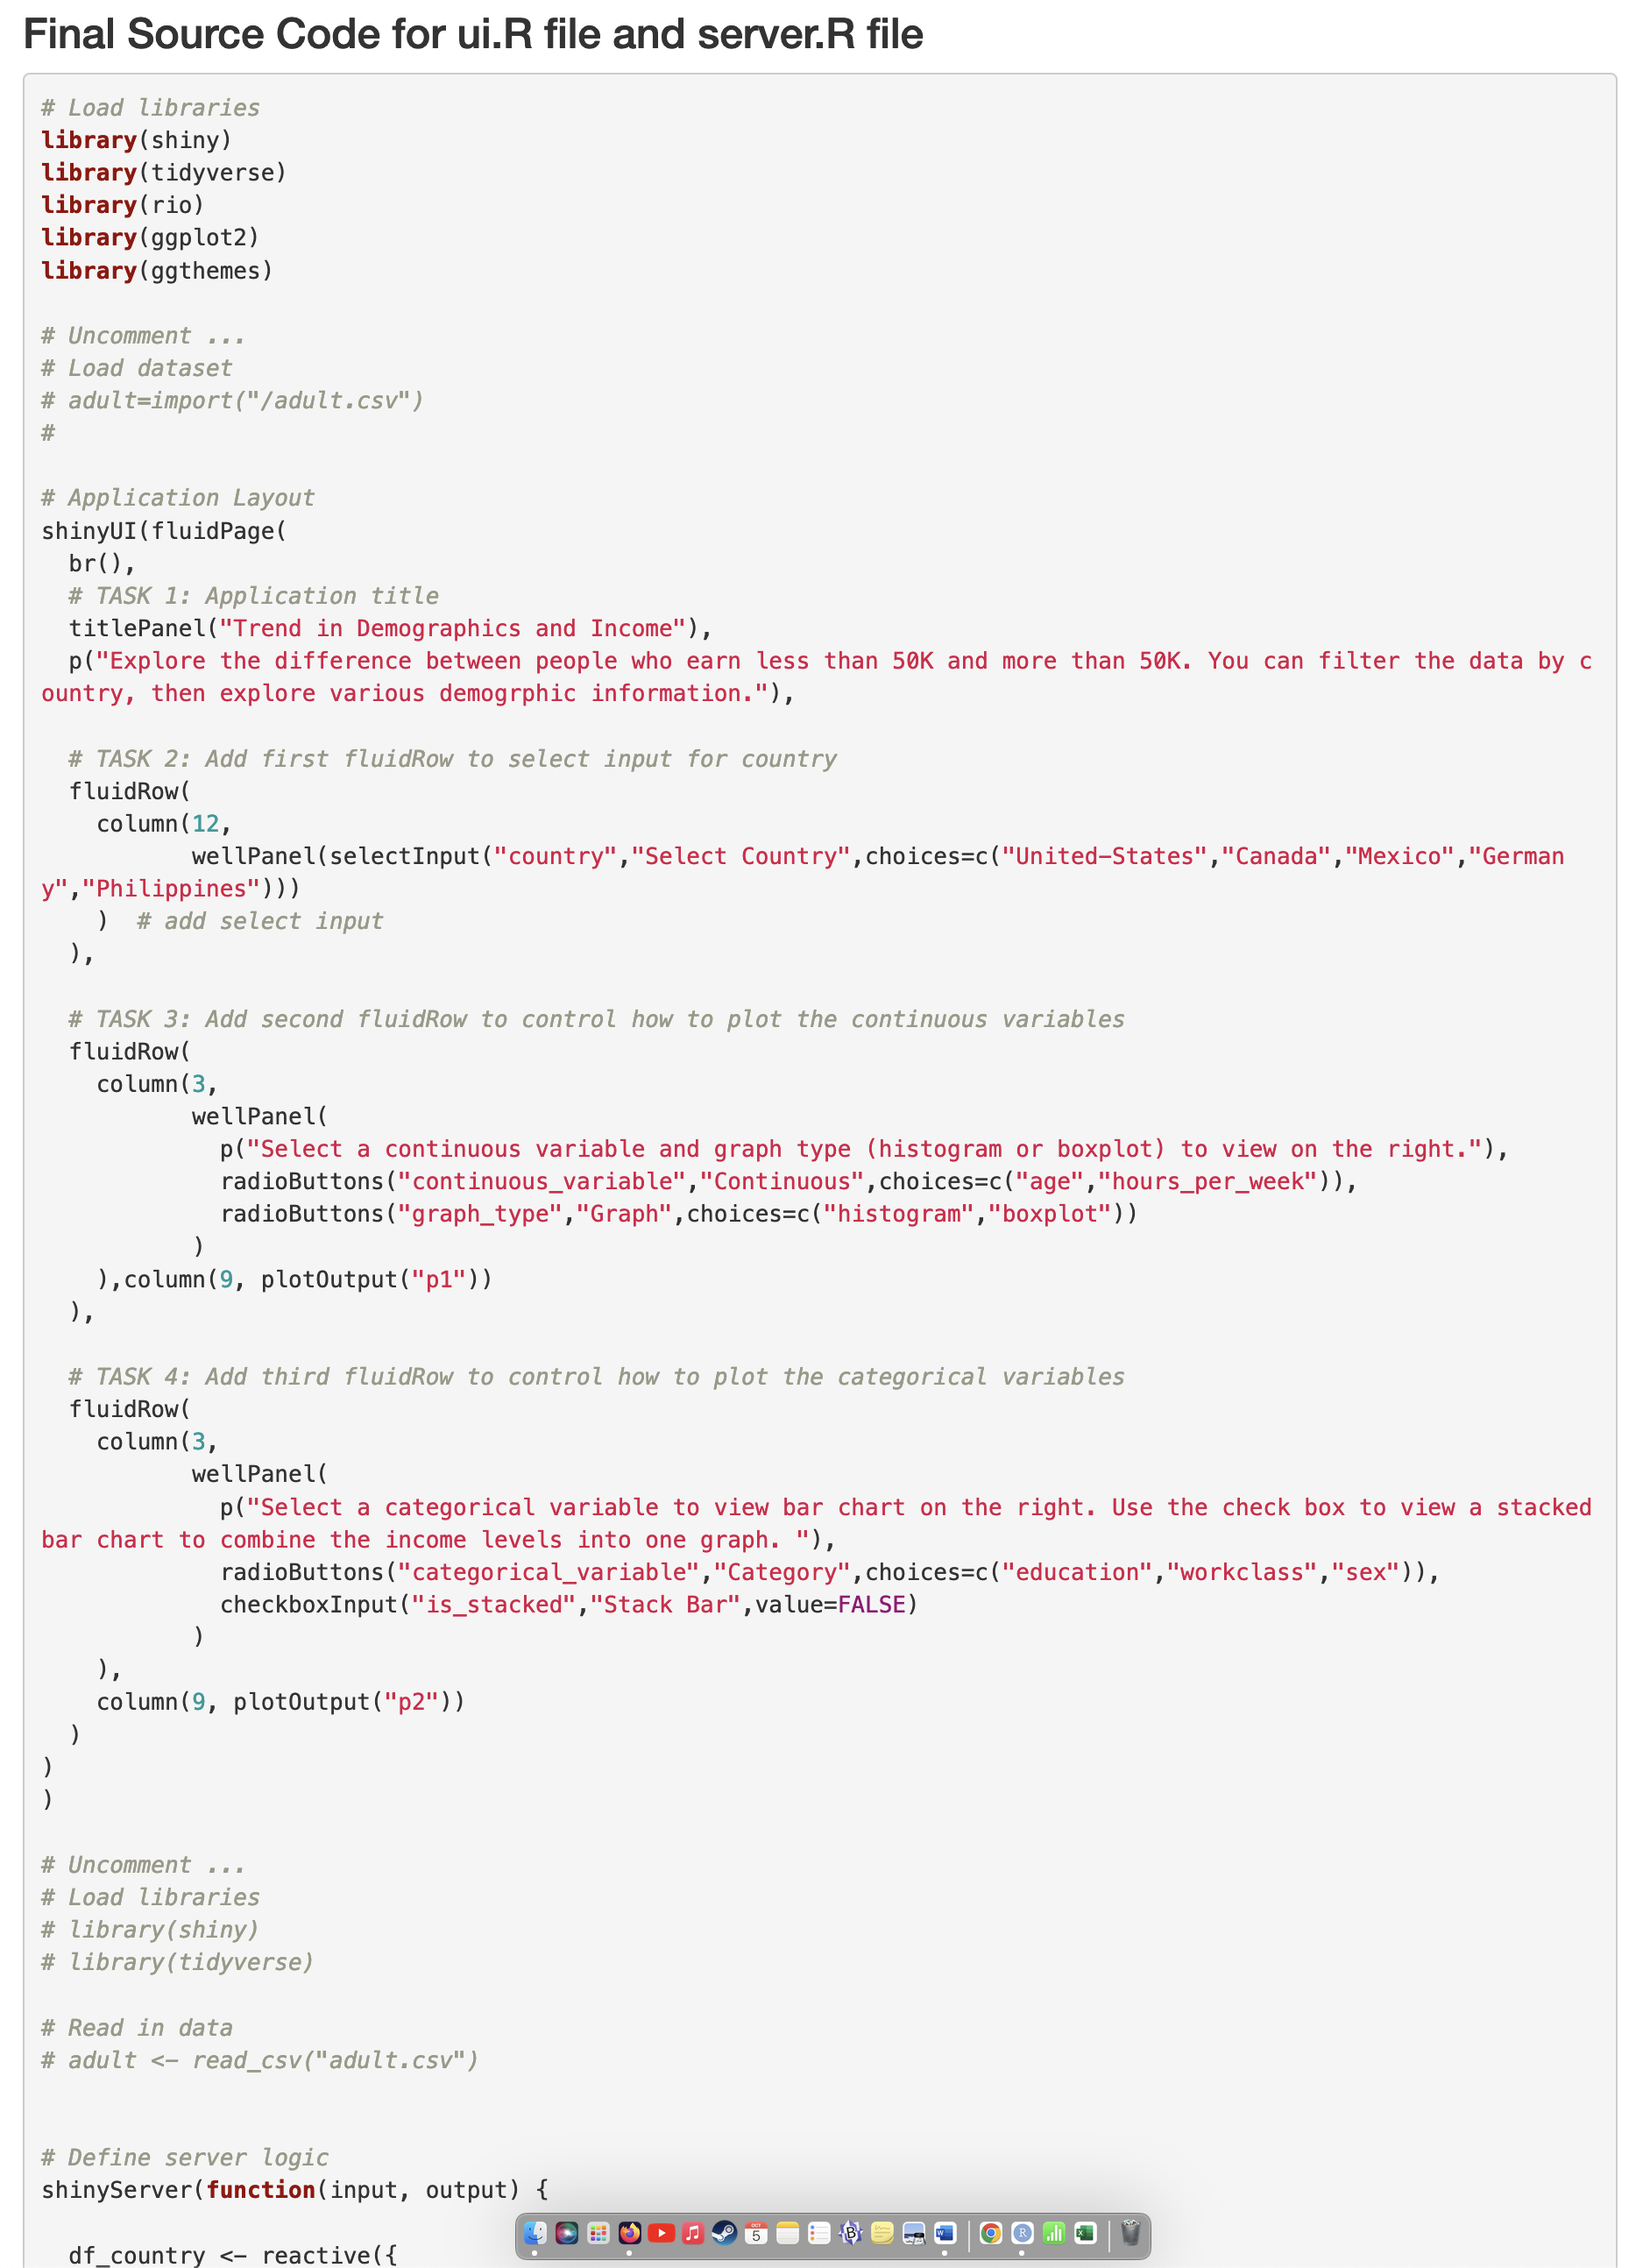 Final Source Code for ui.R file and server.R file
# Load libraries
library(shiny)
library(tidyverse)
library(rio)
library(ggplot2)
library(ggthemes)
# Uncomment ...
# Load dataset
# adult=import("/adult.csv")
#
# Application Layout
shinyUI(fluidPage(
  br(),
  # TASK 1: Application title
  titlePanel("Trend in Demographics and Income"),
  p("Explore the difference between people who earn less than 50K and more than 50K. You can filter the data by c
ountry, then explore various demogrphic information."),
  # TASK 2: Add first fluidRow to select input for country
  fluidRow(
    column(12,
           wellPanel(selectInput("country","Select Country",choices=c("United-States","Canada","Mexico","German
y","Philippines")))
    )  # add select input
  ),
  # TASK 3: Add second fluidRow to control how to plot the continuous variables
  fluidRow(
    column(3,
           wellPanel(
             p("Select a continuous variable and graph type (histogram or boxplot) to view on the right."),
             radioButtons("continuous_variable","Continuous",choices=c("age","hours_per_week")),
             radioButtons("graph_type","Graph",choices=c("histogram","boxplot"))
           )
    ),column(9, plotOutput("p1"))
  ),
  # TASK 4: Add third fluidRow to control how to plot the categorical variables
  fluidRow(
    column(3,
           wellPanel(
             p("Select a categorical variable to view bar chart on the right. Use the check box to view a stacked
bar chart to combine the income levels into one graph. "),
             radioButtons("categorical_variable","Category",choices=c("education","workclass","sex")),
             checkboxInput("is_stacked","Stack Bar",value=FALSE)
           )
    ),
    column(9, plotOutput("p2"))
  )
)
)
# Uncomment ...
# Load libraries
# library(shiny)
# library(tidyverse)
# Read in data
# adult <- read_csv("adult.csv")
# Define server logic
shinyServer(function(input, output) {
OCT
5
  df_country <- reactive({